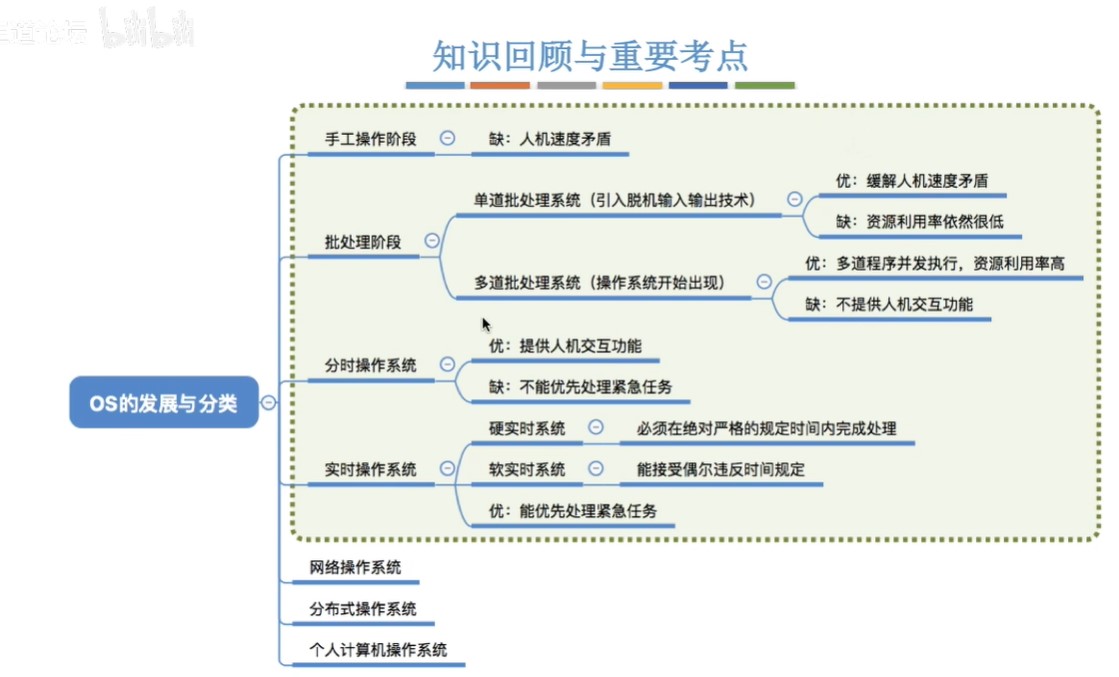 bilibili
知识回顾与重要考点
手工操作阶段
缺：人机速度矛盾
批处理阶段
单道批处理系统（引入脱机输入输出技术）
优：缓解人机速度矛盾
缺：资源利用率依然很低
多道批处理系统（操作系统开始出现）
优：多道程序并发执行，资源利用率高
缺：不提供人机交互功能
分时操作系统
优：提供人机交互功能
缺：不能优先处理紧急任务
OS的发展与分类
实时操作系统
硬实时系统
必须在绝对严格的规定时间内完成处理
软实时系统
能接受偶尔违反时间规定
优：能优先处理紧急任务
网络操作系统
分布式操作系统
个人计算机操作系统